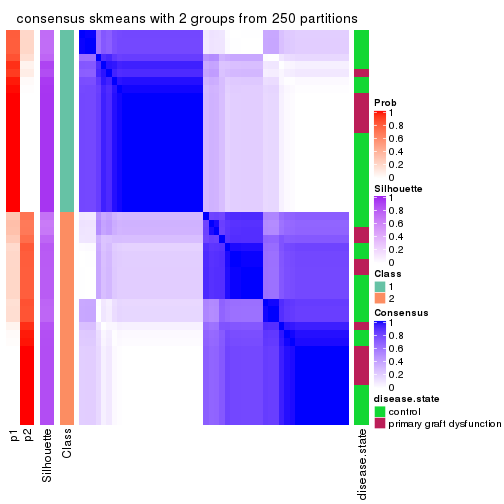 consensus skmeans with 2 groups from 250 partitions
Prob
1
0.8
0.6
0.4
0.2
0
Silhouette
1
0.8
0.6
0.4
0.2
0
Class
1
2
Consensus
1
0.8
0.6
0.4
0.2
0
disease.state
control
primary graft dysfunction
p1
p2
Silhouette
Class
disease.state